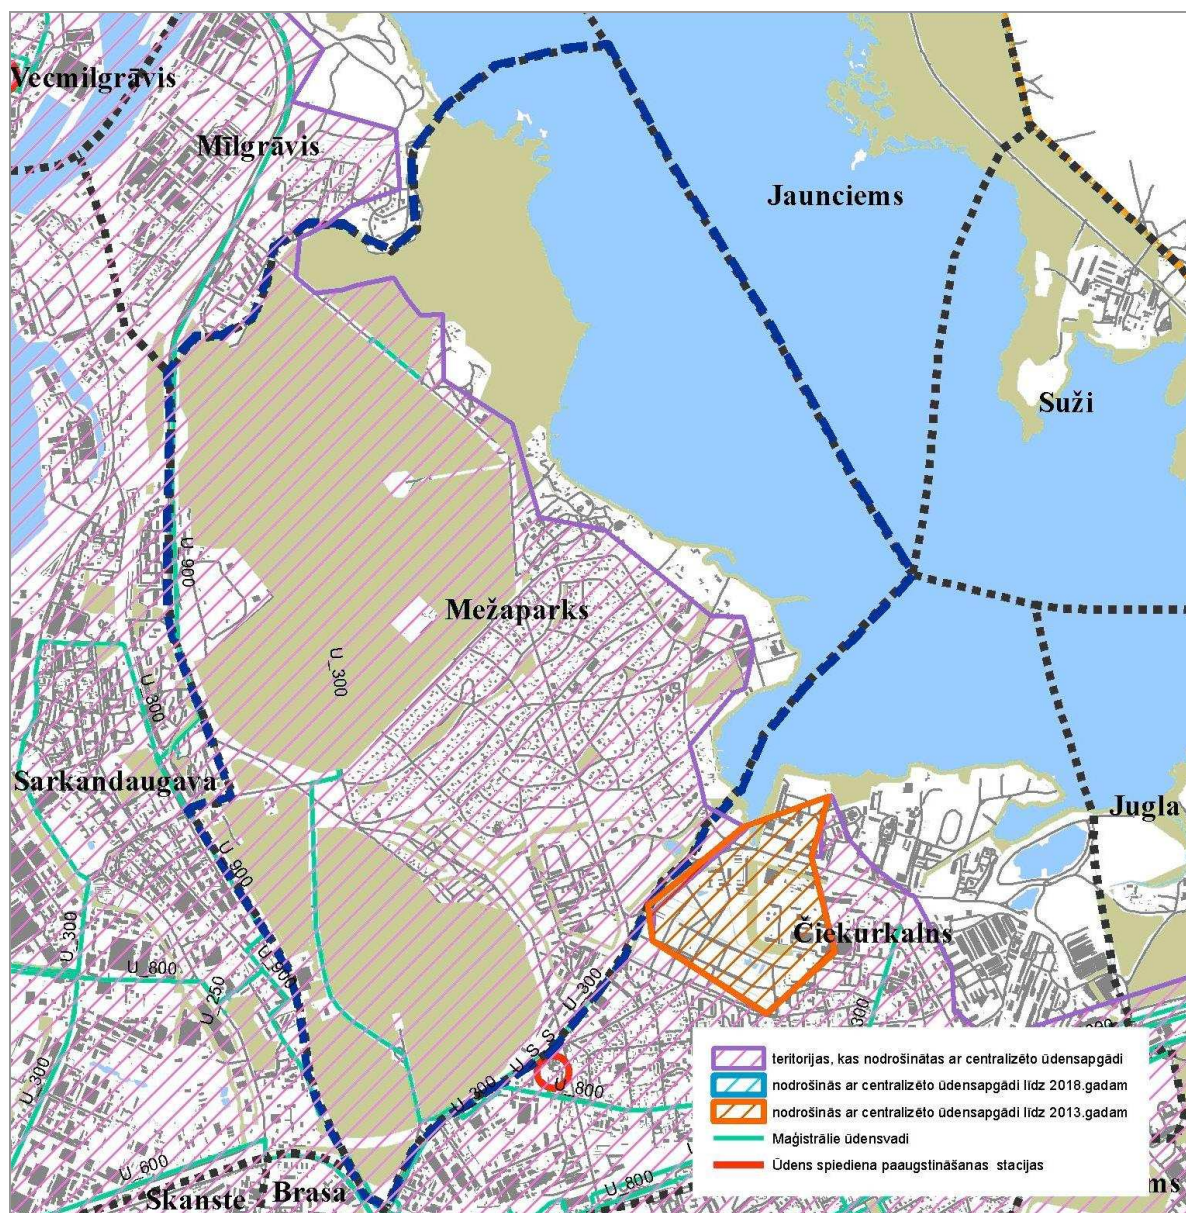 Vecmīlgrāvis
Mīlgrāvis
Jaunciems
Suži
U_900
Mežaparks
U_300
U_800
Sarkandaugava
Jugla
U_900
U_300
Čiekurkalns
U_800
U_900
U_250
U_300
U_S_S
U_300
U_300
U_800
teritorijas, kas nodrošinātas ar centralizēto ūdensapgādi
nodrošinās ar centralizēto ūdensapgādi līdz 2018.gadam
nodrošinās ar centralizēto ūdensapgādi līdz 2013.gadam
Maģistrālie ūdensvadi
Ūdens spiediena paaugstināšanas stacijas
U_600
Skanste
Brasa
U_800